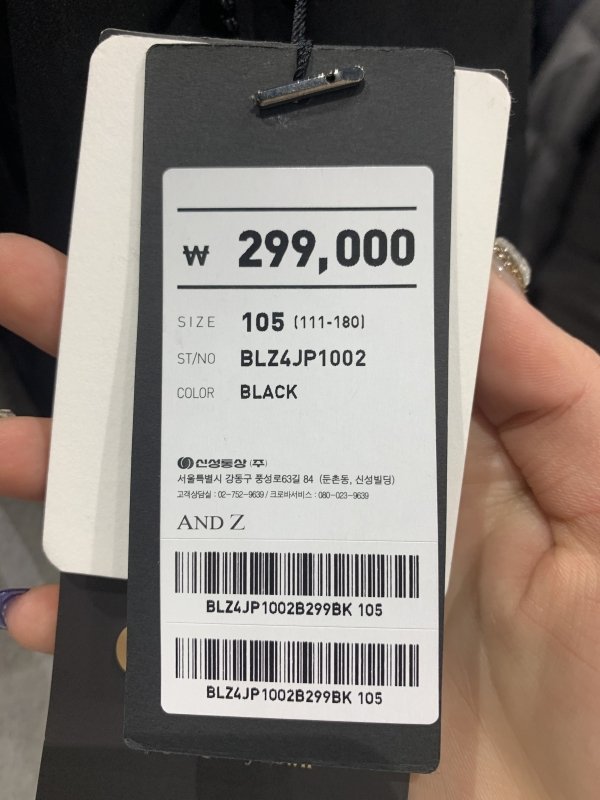 ₩ 299,000
SIZE 105 (111-180)
ST/NO BLZ4JP1002
COLOR BLACK
신성통상 (주)
서울특별시 강동구 풍성로63길 84 (둔촌동, 신성빌딩)
고객상담실 : 02-752-9639 / 크로바서비스 : 080-023-9639
AND Z
BLZ4JP1002B299BK 105
BLZ4JP1002B299BK 105